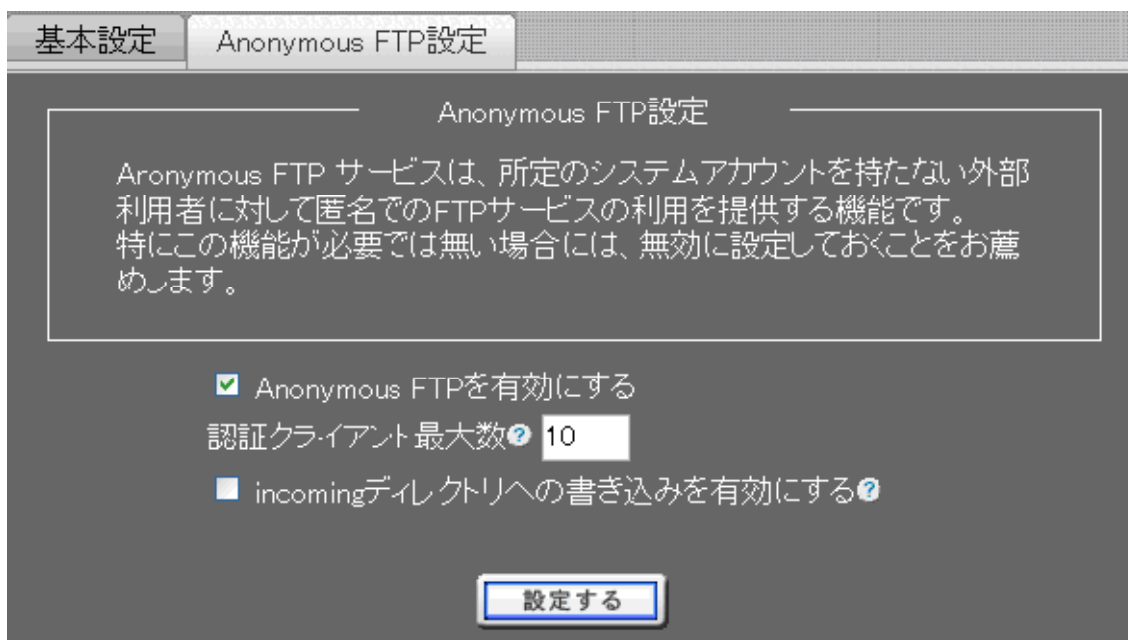 基本設定
Anonymous FTP設定
Anonymous FTP設定
Aronymous FTP サービスは、所定のシステムアカウントを持たない外部
利用者に対して匿名でのFTPサービスの利用を提供する機能です。
特にこの機能が必要では無い場合には、無効に設定しておくことをお薦
めします。
Anonymous FTPを有効にする
認証クライアント最大数? 10
incomingディレクトリへの書き込みを有効にする?
設定する